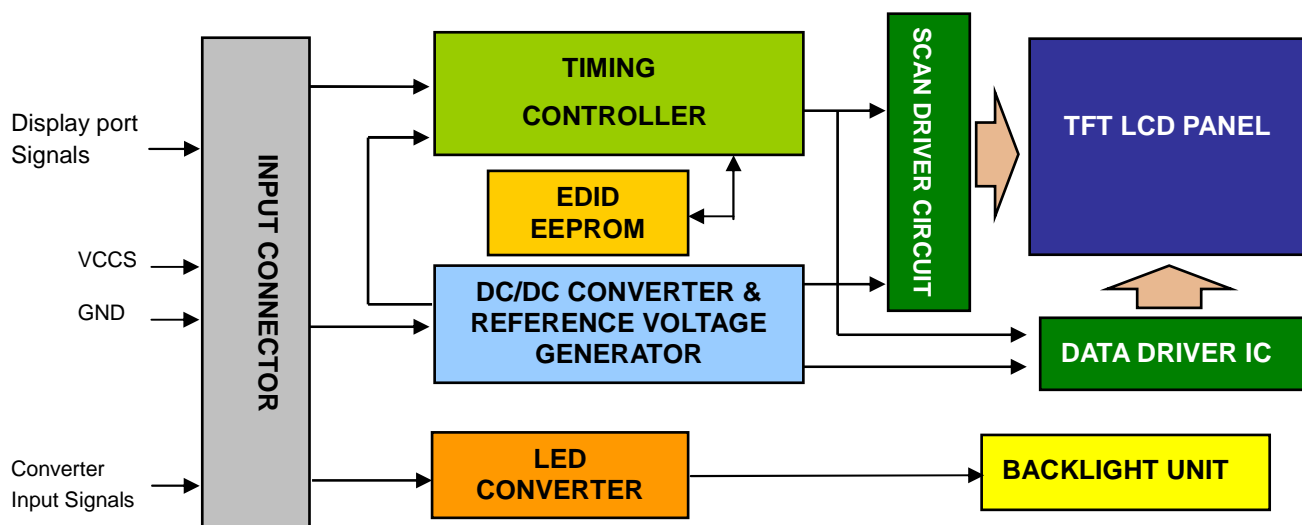 Display port
Signals
VCCS
GND
Converter
Input Signals
INPUT CONNECTOR
TIMING
CONTROLLER
EDID
EEPROM
DC/DC CONVERTER &
REFERENCE VOLTAGE
GENERATOR
LED
CONVERTER
SCAN DRIVER CIRCUIT
TFT LCD PANEL
DATA DRIVER IC
BACKLIGHT UNIT